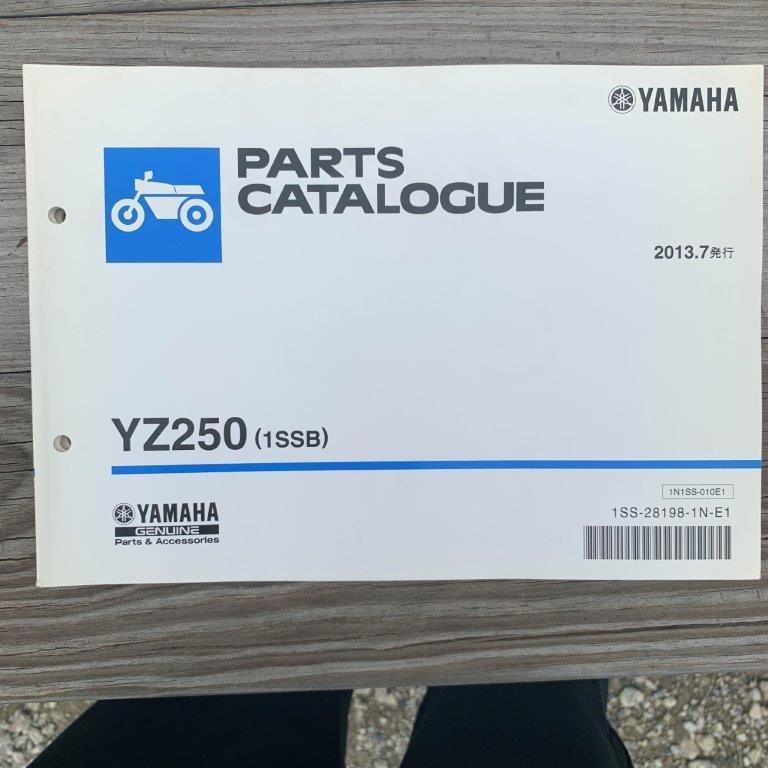 YAMAHA
PARTS
CATALOGUE
2013.7発行
YZ250 (1SSB)
1N1SS-010E1
1SS-28198-1N-E1
YAMAHA
GENUINE
Parts & Accessories